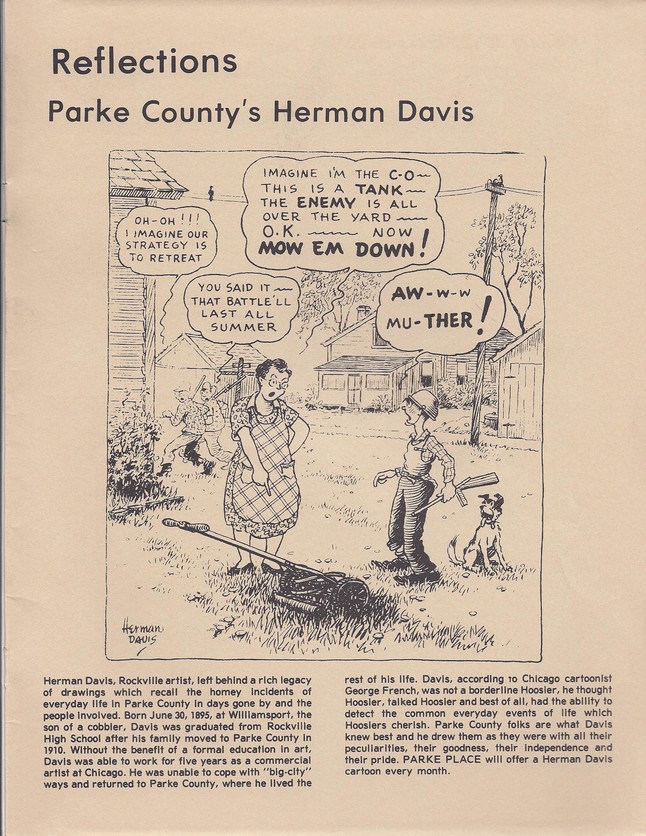 Reflections
Parke County's Herman Davis
IMAGINE I'M THE C-O—
THIS IS A TANK—
THE ENEMY IS ALL
OVER THE YARD —
O.K. — NOW
MOW EM DOWN!
OH-OH!!!
I IMAGINE OUR
STRATEGY IS
TO RETREAT
YOU SAID IT —
THAT BATTLE'LL
LAST ALL
SUMMER
AW-W-W
MU-THER!
Herman
DAVIS
Herman Davis, Rockville artist, left behind a rich legacy
of drawings which recall the homey incidents of
everyday life in Parke County in days gone by and the
people involved. Born June 30, 1895, at Williamsport, the
son of a cobbler, Davis was graduated from Rockville
High School after his family moved to Parke County in
1910. Without the benefit of a formal education in art,
Davis was able to work for five years as a commercial
artist at Chicago. He was unable to cope with "big-city"
ways and returned to Parke County, where he lived the
rest of his life. Davis, according to Chicago cartoonist
George French, was not a borderline Hoosier, he thought
Hoosier, talked Hoosier and best of all, had the ability to
detect the common everyday events of life which
Hoosiers cherish. Parke County folks are what Davis
knew best and he drew them as they were with all their
peculiarities, their goodness, their independence and
their pride. PARKE PLACE will offer a Herman Davis
cartoon every month.